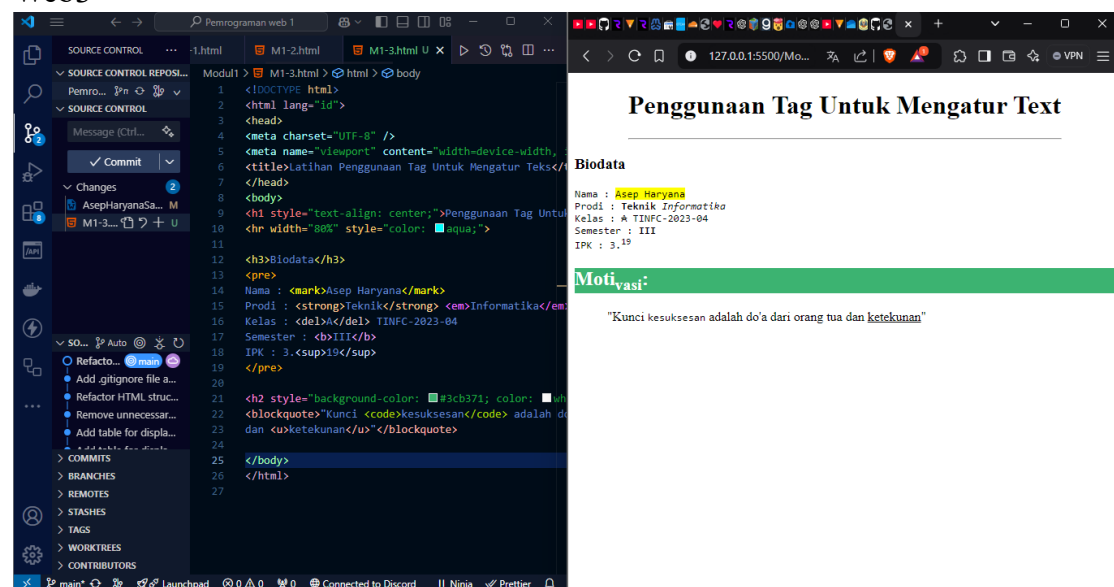 Pemrograman web 1
SOURCE CONTROL
-1.html
M1-2.html
M1-3.html U
SOURCE CONTROL REPOSI...
Modul1 > M1-3.html > html > body
Pemro...
SOURCE CONTROL
Message (Ctrl...
Commit
Changes 2
AsepHaryanaSa... M
M1-3.... U
SO... Auto
Refacto... main
Add .gitignore file a...
Refactor HTML struc...
Remove unnecessar...
Add table for displa...
COMMITS
BRANCHES
REMOTES
STASHES
TAGS
WORKTREES
CONTRIBUTORS
1 <!DOCTYPE html>
2 <html lang="id">
3 <head>
4 <meta charset="UTF-8" />
5 <meta name="viewport" content="width=device-width,
6 <title>Latihan Penggunaan Tag Untuk Mengatur Teks</t
7 </head>
8 <body>
9 <h1 style="text-align: center;">Penggunaan Tag Untuk
10 <hr width="80%" style="color: aqua;">
11
12 <h3>Biodata</h3>
13 <pre>
14 Nama : <mark>Asep Haryana</mark>
15 Prodi : <strong>Teknik</strong> <em>Informatika</em>
16 Kelas : <del>A</del> TINFC-2023-04
17 Semester : <b>III</b>
18 IPK : 3.<sup>19</sup>
19 </pre>
20
21 <h2 style="background-color: #3cb371; color: wh
22 <blockquote>"Kunci <code>kesuksesan</code> adalah do
23 dan <u>ketekunan</u>"</blockquote>
24
25 </body>
26 </html>
27
main* Launchpad 0 0 0 Connected to Discord Ninja Prettier
127.0.0.1:5500/Mo...
VPN
Penggunaan Tag Untuk Mengatur Text
Biodata
Nama : Asep Haryana
Prodi : Teknik Informatika
Kelas : A TINFC-2023-04
Semester : III
IPK : 3.19
Motivasi:
"Kunci kesuksesan adalah do'a dari orang tua dan ketekunan"